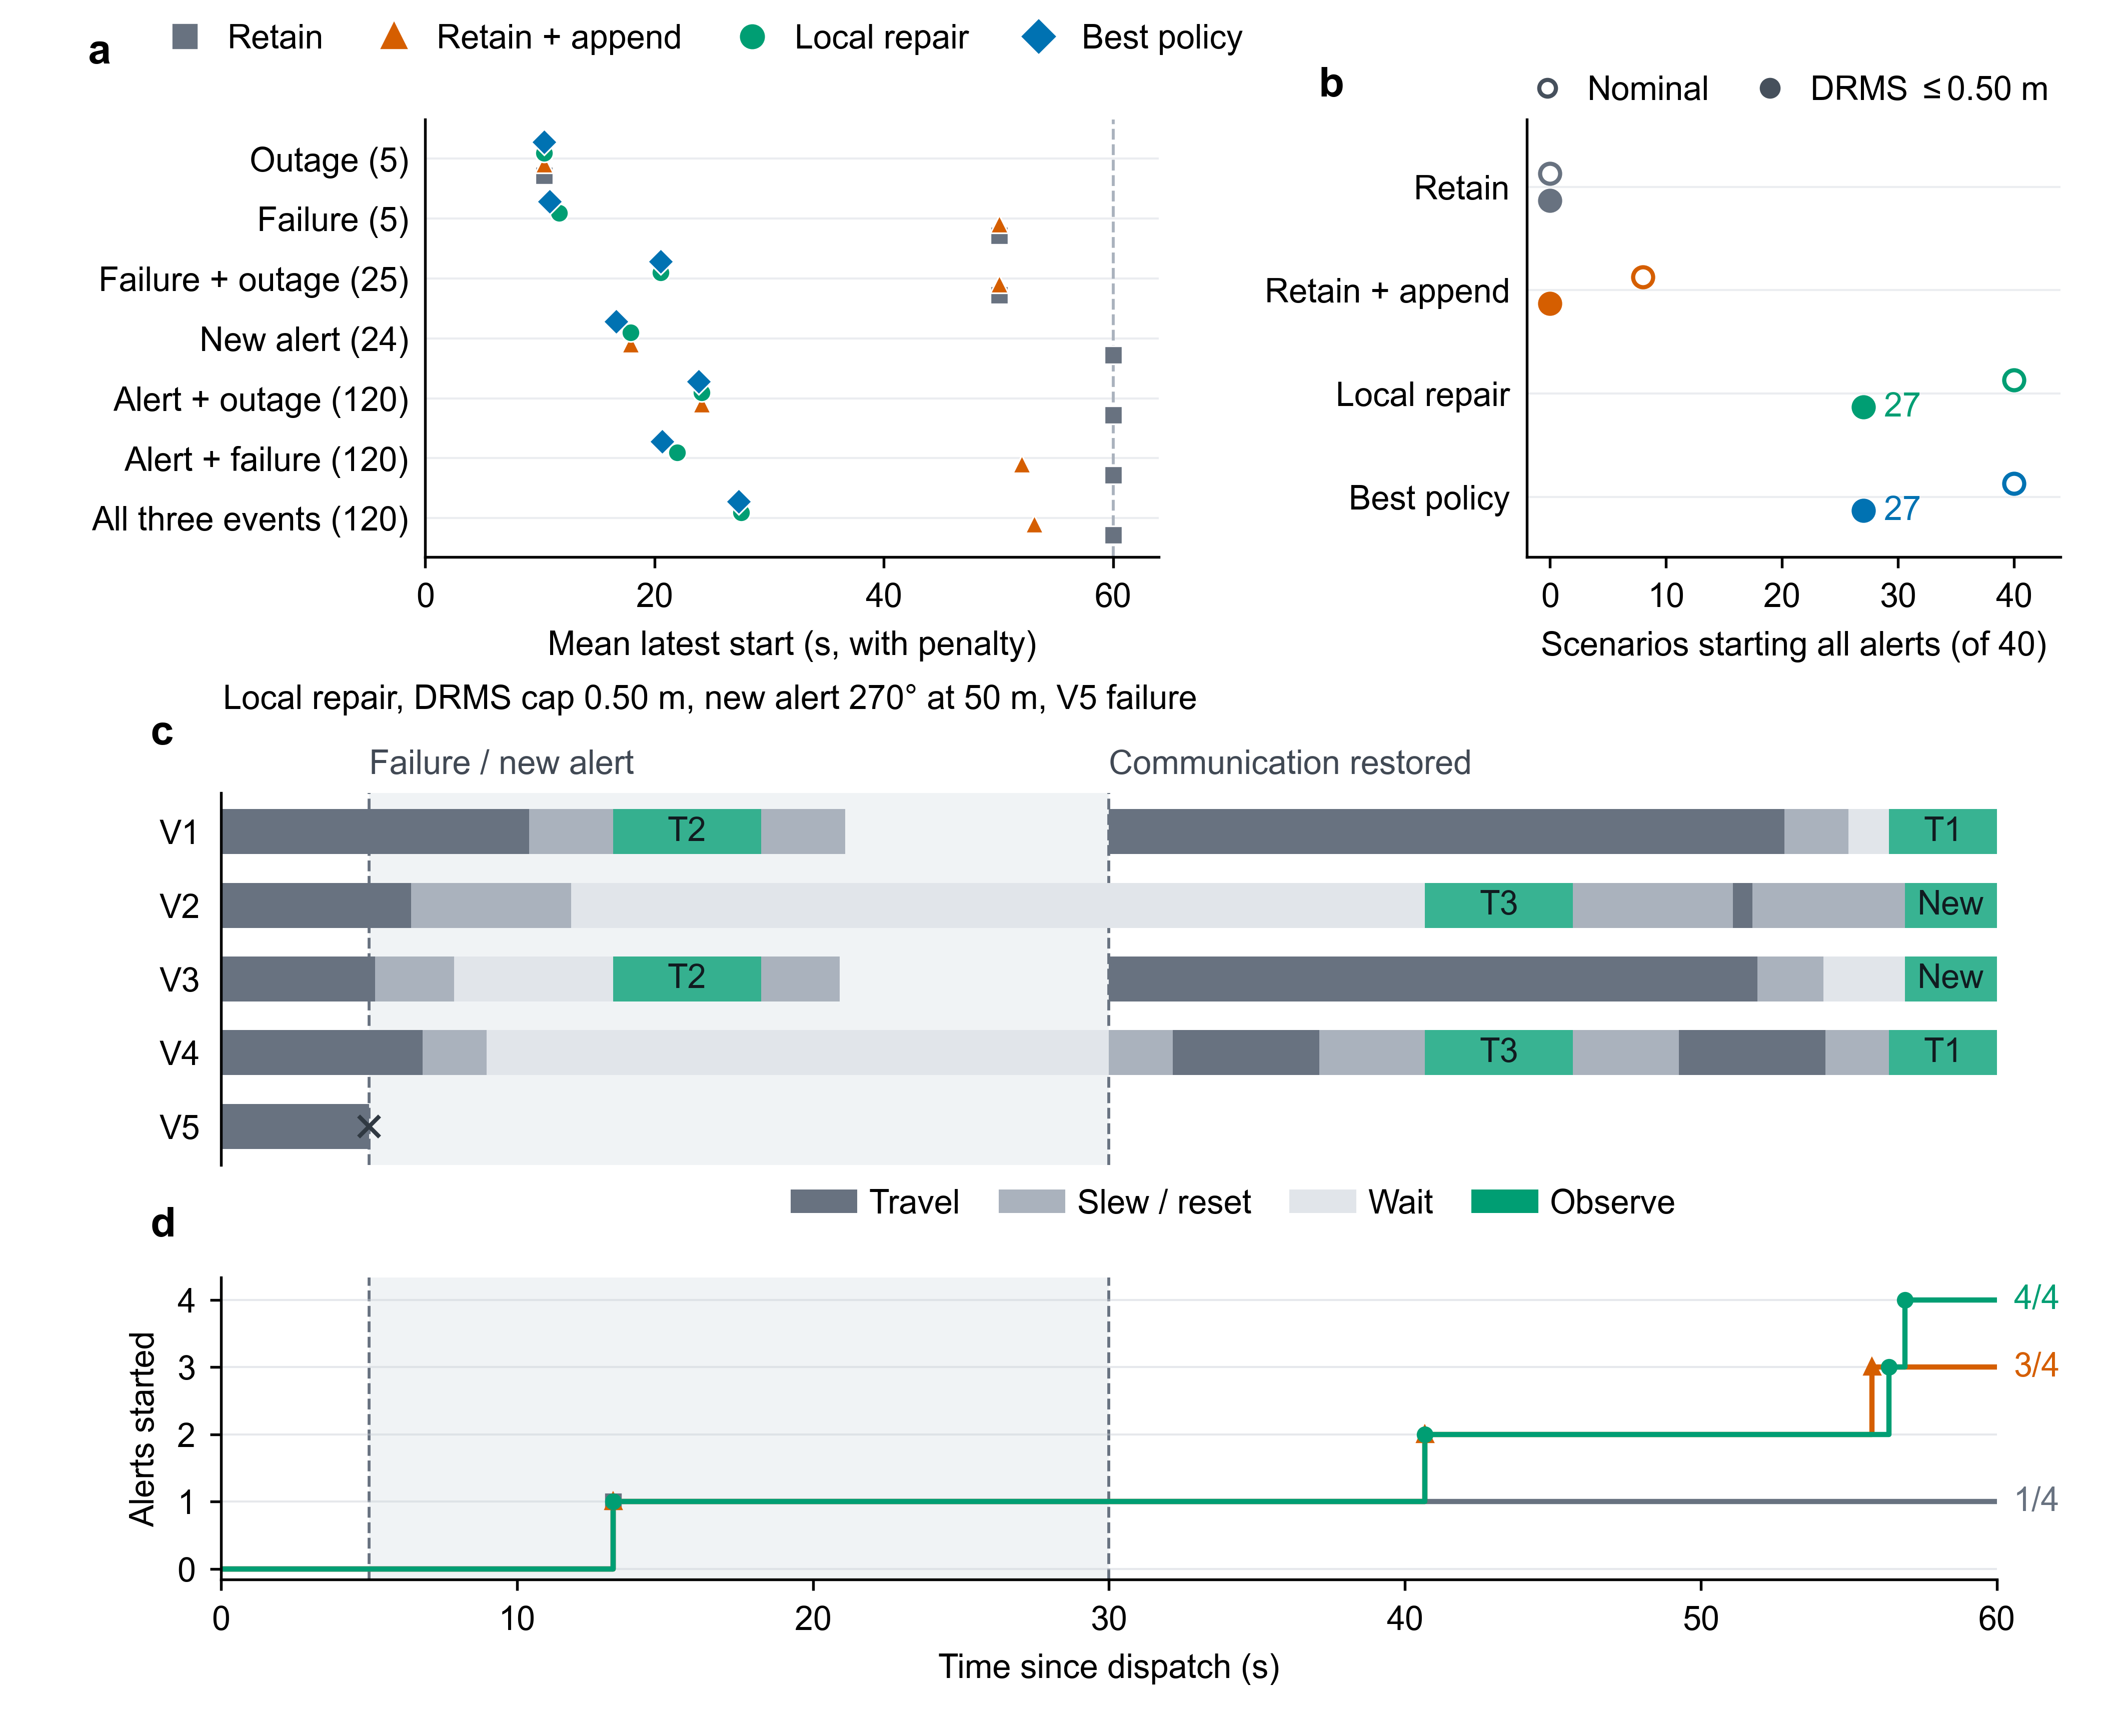 a
Retain
Retain + append
Local repair
Best policy
Outage (5)
Failure (5)
Failure + outage (25)
New alert (24)
Alert + outage (120)
Alert + failure (120)
All three events (120)
0 20 40 60
Mean latest start (s, with penalty)
b
Nominal
DRMS ≤ 0.50 m
Retain
Retain + append
Local repair
27
Best policy
27
0 10 20 30 40
Scenarios starting all alerts (of 40)
Local repair, DRMS cap 0.50 m, new alert 270° at 50 m, V5 failure
c
Failure / new alert
Communication restored
V1 T2 T1
V2 T3 New
V3 T2 New
V4 T3 T1
V5
Travel
Slew / reset
Wait
Observe
d
Alerts started
4
3
2
1
0
4/4
3/4
1/4
0 10 20 30 40 50 60
Time since dispatch (s)